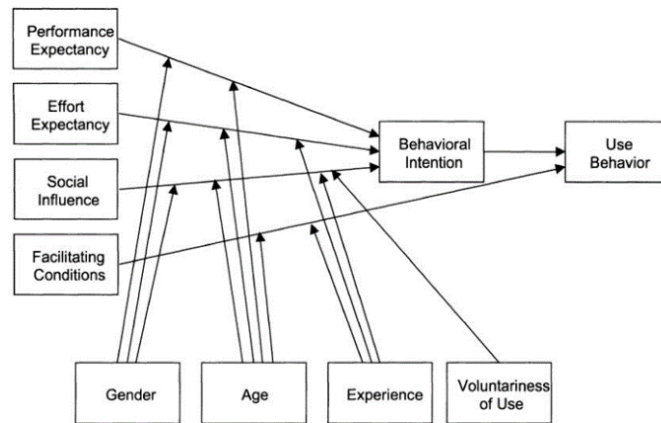 Performance
Expectancy
Effort
Expectancy
Social
Influence
Facilitating
Conditions
Behavioral
Intention
Use
Behavior
Gender
Age
Experience
Voluntariness
of Use